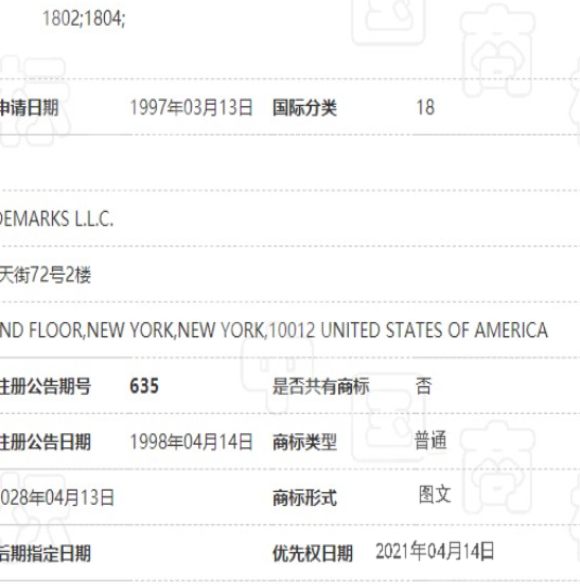 1802;1804;
申请日期 1997年03月13日 国际分类 18
DEMARKS L.L.C.
天街72号2楼
ND FLOOR,NEW YORK,NEW YORK,10012 UNITED STATES OF AMERICA
注册公告期号 635 是否共有商标 否
注册公告日期 1998年04月14日 商标类型 普通
028年04月13日 商标形式 图文
后期指定日期 优先权日期 2021年04月14日